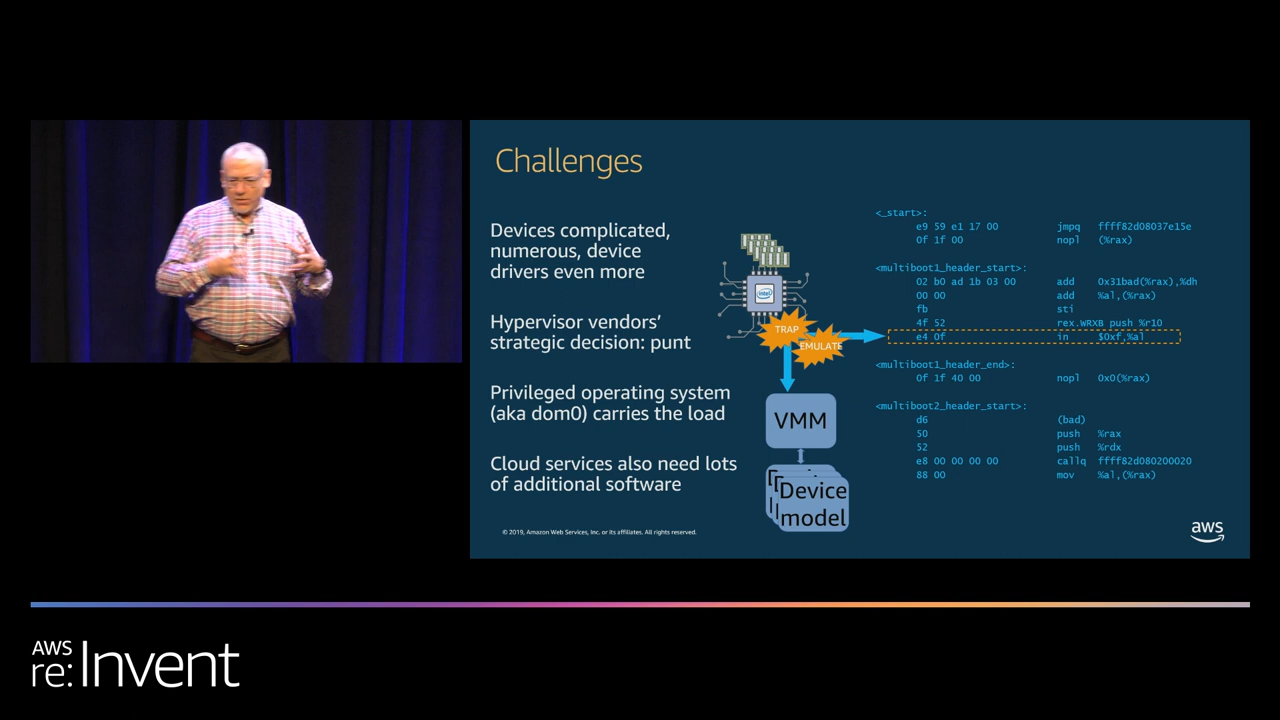 Challenges
Devices complicated,
numerous, device
drivers even more
Hypervisor vendors'
strategic decision: punt
Privileged operating system
(aka dom0) carries the load
Cloud services also need lots
of additional software
intel
TRAP
EMULATE
VMM
Device
model
<_start>:
e9 59 e1 17 00 jmpq ffff82d08037e15e
0f 1f 00 nopl (%rax)
<multiboot1_header_start>:
02 b0 ad 1b 03 00 add 0x31bad(%rax),%dh
00 00 add %al,(%rax)
fb sti
4f 52 rex.WRXB push %r10
e4 0f in $0xf,%al
<multiboot1_header_end>:
0f 1f 40 00 nopl 0x0(%rax)
<multiboot2_header_start>:
d6 (bad)
50 push %rax
52 push %rdx
e8 00 00 00 00 callq ffff82d080200020
88 00 mov %al,(%rax)
© 2019, Amazon Web Services, Inc. or its affiliates. All rights reserved.
aws
AWS
re:Invent